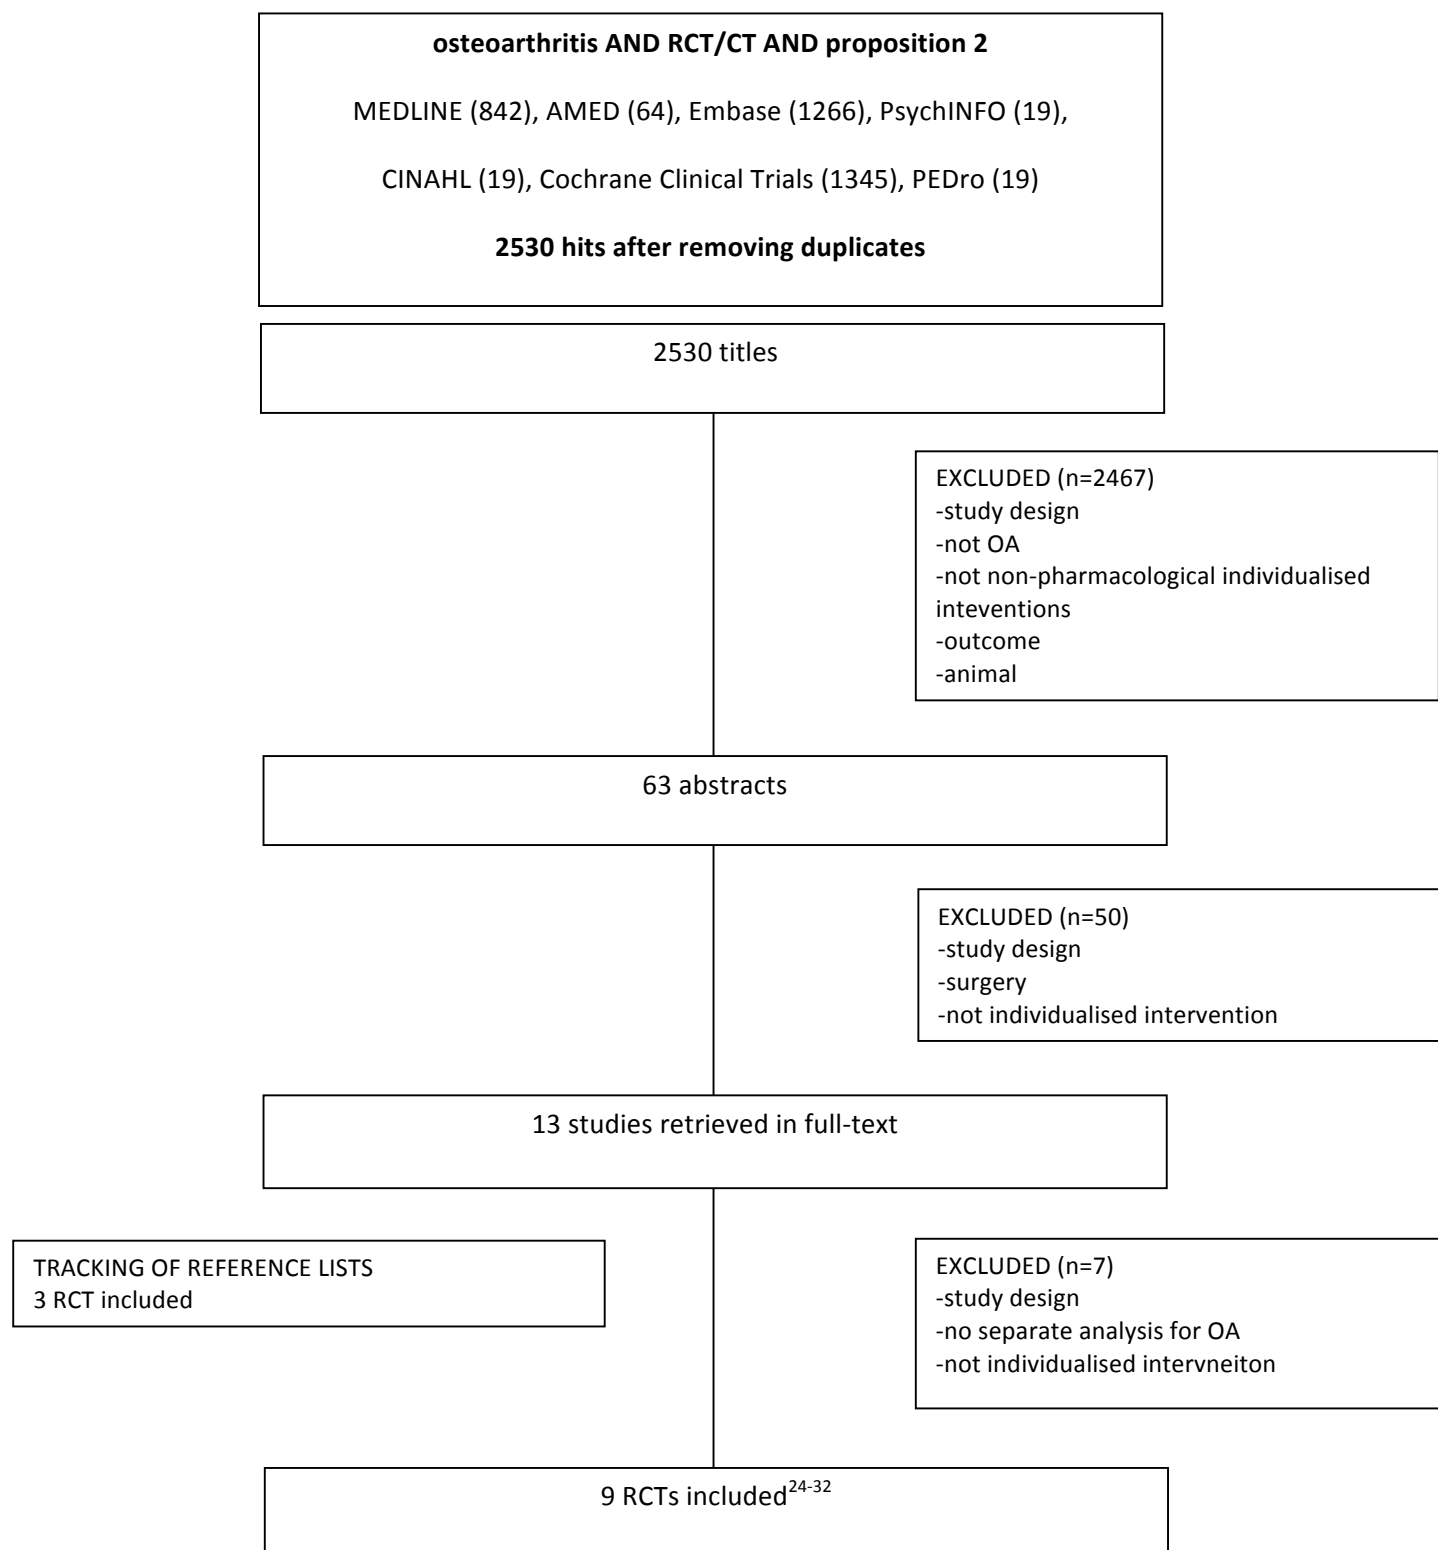 osteoarthritis AND RCT/CT AND proposition 2
MEDLINE (842), AMED (64), Embase (1266), PsychINFO (19),
CINAHL (19), Cochrane Clinical Trials (1345), PEDro (19)
2530 hits after removing duplicates
2530 titles
EXCLUDED (n=2467)
-study design
-not OA
-not non-pharmacological individualised
inteventions
-outcome
-animal
63 abstracts
EXCLUDED (n=50)
-study design
-surgery
-not individualised intervention
13 studies retrieved in full-text
TRACKING OF REFERENCE LISTS
3 RCT included
EXCLUDED (n=7)
-study design
-no separate analysis for OA
-not individualised intervneiton
9 RCTs included24-32